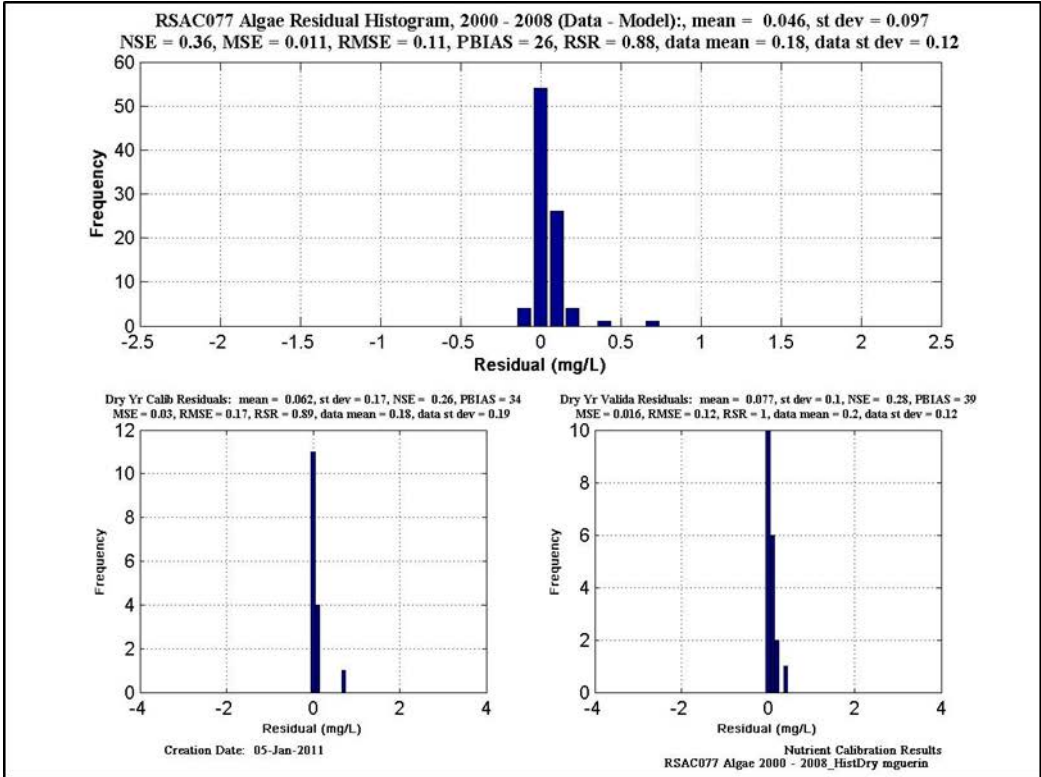 RSAC077 Algae Residual Histogram, 2000 - 2008 (Data - Model):, mean = 0.046, st dev = 0.097
NSE = 0.36, MSE = 0.011, RMSE = 0.11, PBIAS = 26, RSR = 0.88, data mean = 0.18, data st dev = 0.12
60
50
40
30
20
10
0
Frequency
-2.5 -2 -1.5 -1 -0.5 0 0.5 1 1.5 2 2.5
Residual (mg/L)
Dry Yr Calib Residuals: mean = 0.062, st dev = 0.17, NSE = 0.26, PBIAS = 34
MSE = 0.03, RMSE = 0.17, RSR = 0.89, data mean = 0.18, data st dev = 0.19
12
10
8
6
4
2
0
Frequency
-4 -2 0 2 4
Residual (mg/L)
Creation Date: 05-Jan-2011
Dry Yr Valida Residuals: mean = 0.077, st dev = 0.1, NSE = 0.28, PBIAS = 39
MSE = 0.016, RMSE = 0.12, RSR = 1, data mean = 0.2, data st dev = 0.12
10
8
6
4
2
0
Frequency
-4 -2 0 2 4
Residual (mg/L)
Nutrient Calibration Results
RSAC077 Algae 2000 - 2008_HistDry mguerin